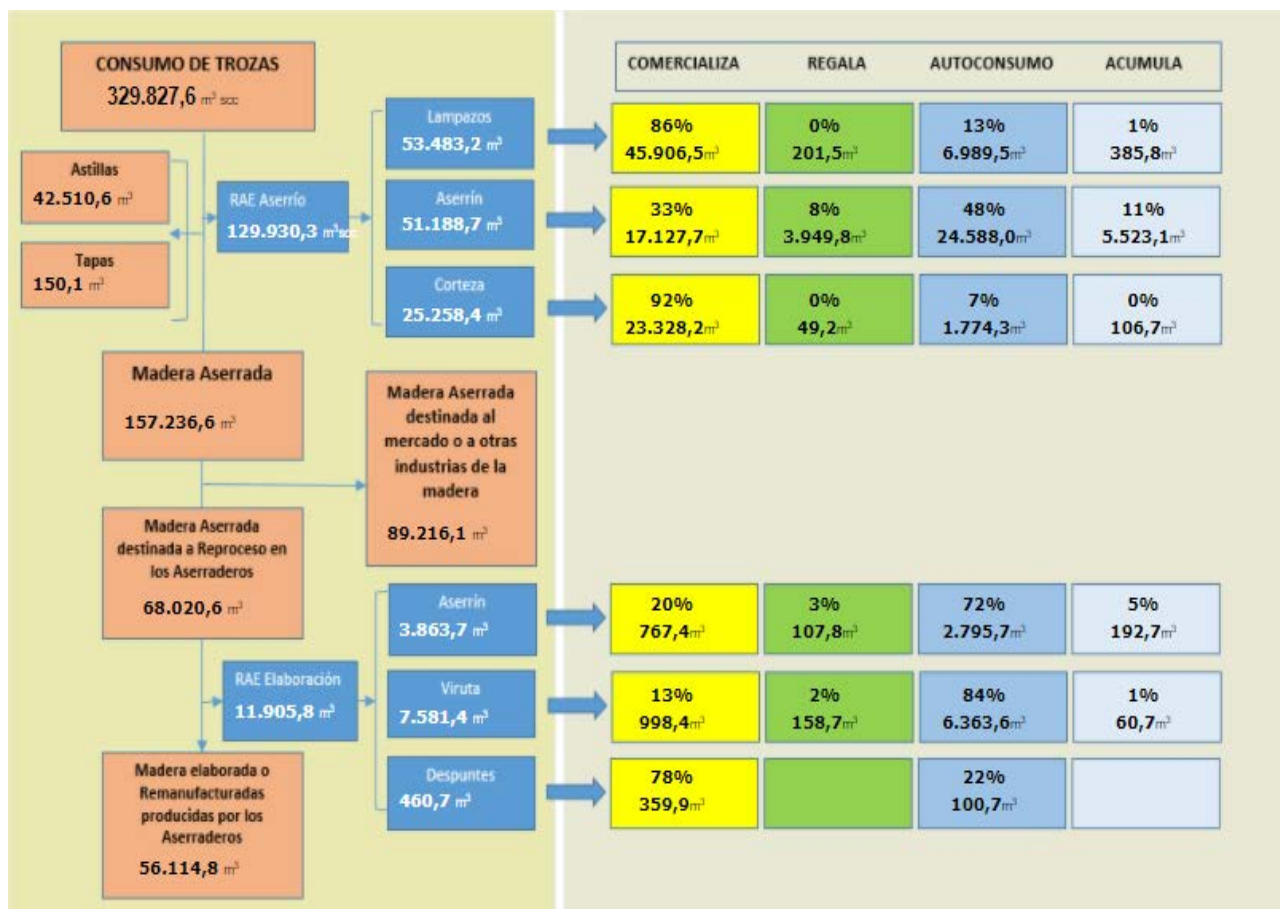 CONSUMO DE TROZAS
329.827,6 m³ scc
Astillas
42.510,6 m³
Tapas
150,1 m³
RAE Aserrío
129.930,3 m³scc
Lampazos
53.483,2 m³
Aserrín
51.188,7 m³
Corteza
25.258,4 m³
Madera Aserrada
157.236,6 m³
Madera Aserrada
destinada al
mercado o a otras
industrias de la
madera
89.216,1 m³
Madera Aserrada
destinada a Reproceso en
los Aserraderos
68.020,6 m³
RAE Elaboración
11.905,8 m³
Aserrín
3.863,7 m³
Viruta
7.581,4 m³
Despuntes
460,7 m³
Madera elaborada o
Remanufacturadas
producidas por los
Aserraderos
56.114,8 m³
COMERCIALIZA REGALA AUTOCONSUMO ACUMULA
86% 0% 13% 1%
45.906,5m³ 201,5m³ 6.989,5m³ 385,8m³
33% 8% 48% 11%
17.127,7m³ 3.949,8m³ 24.588,0m³ 5.523,1m³
92% 0% 7% 0%
23.328,2m³ 49,2m³ 1.774,3m³ 106,7m³
20% 3% 72% 5%
767,4m³ 107,8m³ 2.795,7m³ 192,7m³
13% 2% 84% 1%
998,4m³ 158,7m³ 6.363,6m³ 60,7m³
78% 22%
359,9m³ 100,7m³